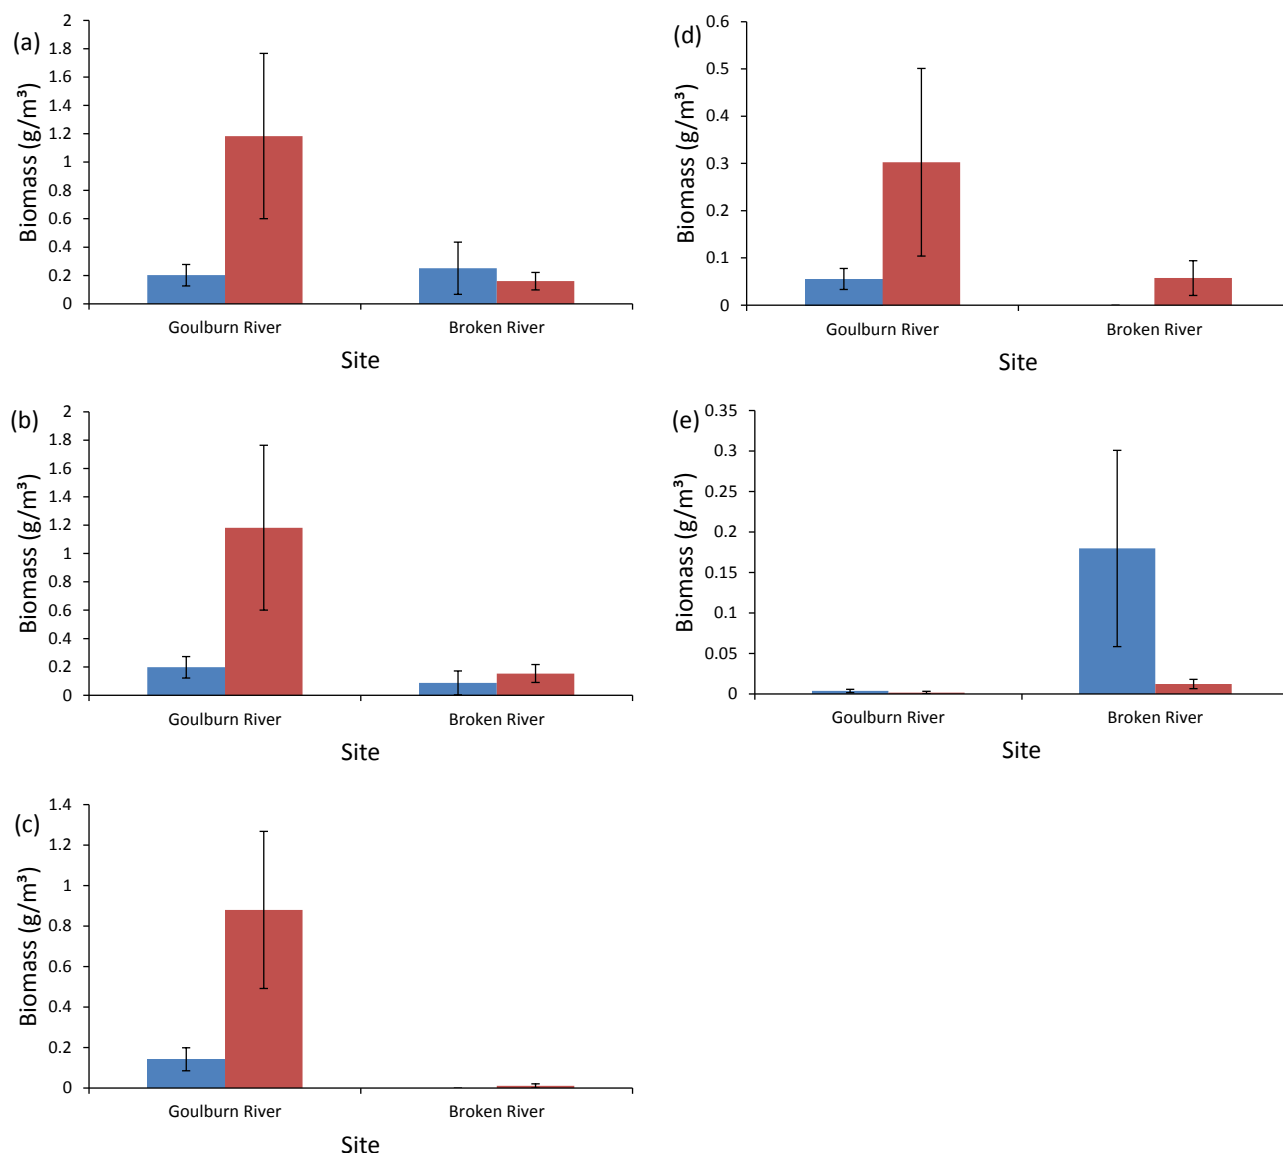 (a)
Biomass (g/m³)
2
1.8
1.6
1.4
1.2
1
0.8
0.6
0.4
0.2
0
Goulburn River
Broken River
Site
(b)
Biomass (g/m³)
2
1.8
1.6
1.4
1.2
1
0.8
0.6
0.4
0.2
0
Goulburn River
Broken River
Site
(c)
Biomass (g/m³)
1.4
1.2
1
0.8
0.6
0.4
0.2
0
Goulburn River
Broken River
Site
(d)
Biomass (g/m³)
0.6
0.5
0.4
0.3
0.2
0.1
0
Goulburn River
Broken River
Site
(e)
Biomass (g/m³)
0.35
0.3
0.25
0.2
0.15
0.1
0.05
0
Goulburn River
Broken River
Site